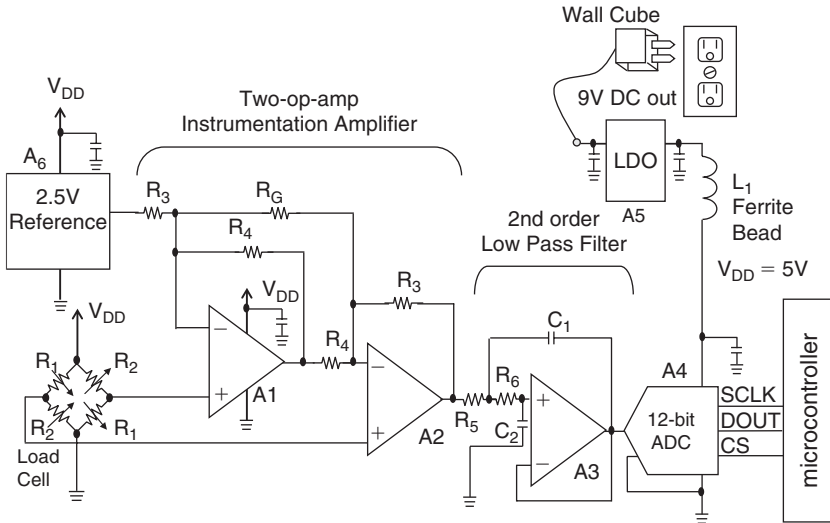 Wall Cube
9V DC out
V_DD
Two-op-amp
Instrumentation Amplifier
A_6
2.5V
Reference
R_3
R_G
R_4
LDO
A5
L_1
Ferrite
Bead
2nd order
Low Pass Filter
V_DD = 5V
V_DD
R_3
V_DD
C_1
R_1
R_2
R_4
A4
R_6
A1
SCLK
R_2
R_1
R_5
C_2
12-bit
ADC
DOUT
CS
A2
A3
Load
Cell
microcontroller